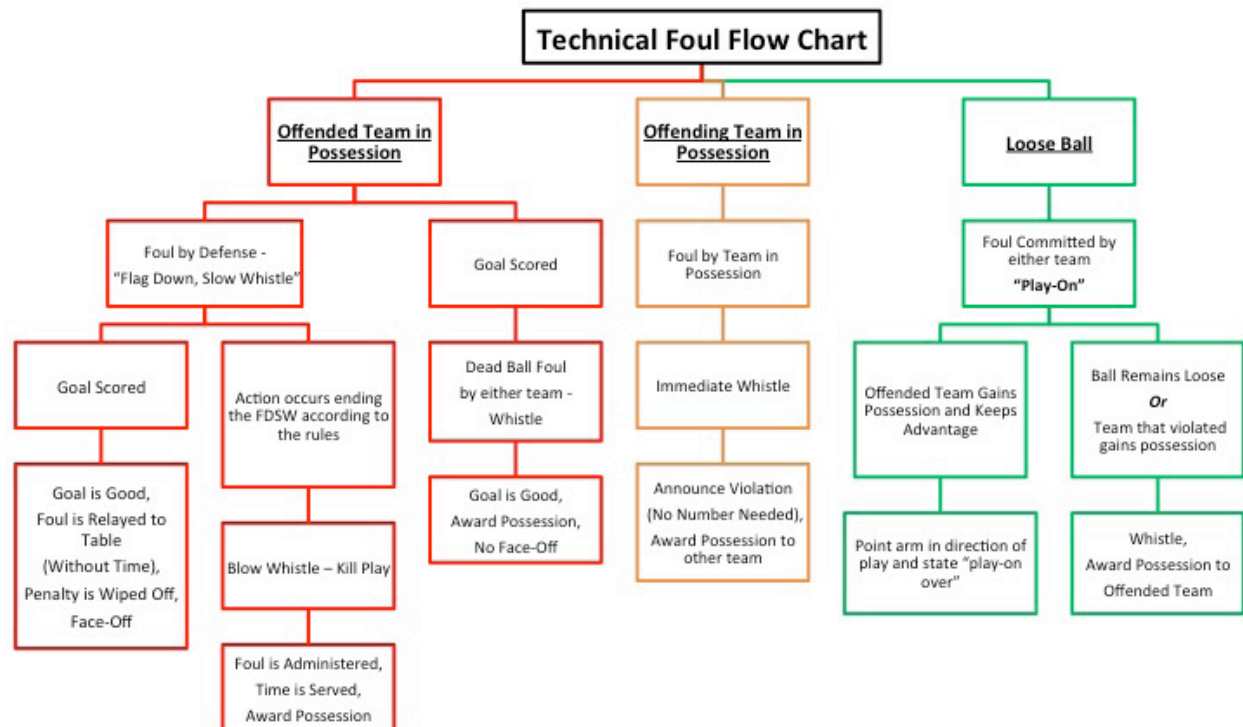 Technical Foul Flow Chart
Offended Team in
Possession
Offending Team in
Possession
Loose Ball
Foul by Defense -
“Flag Down, Slow Whistle”
Goal Scored
Foul by Team in
Possession
Foul Committed by
either team
“Play-On”
Goal Scored
Action occurs ending
the FDSW according to
the rules
Dead Ball Foul
by either team -
Whistle
Immediate Whistle
Offended Team Gains
Possession and Keeps
Advantage
Ball Remains Loose
Or
Team that violated
gains possession
Goal is Good,
Foul is Relayed to
Table
(Without Time),
Penalty is Wiped Off,
Face-Off
Blow Whistle – Kill Play
Goal is Good,
Award Possession,
No Face-Off
Announce Violation
(No Number Needed),
Award Possession to
other team
Point arm in direction of
play and state “play-on
over”
Whistle,
Award Possession to
Offended Team
Foul is Administered,
Time is Served,
Award Possession